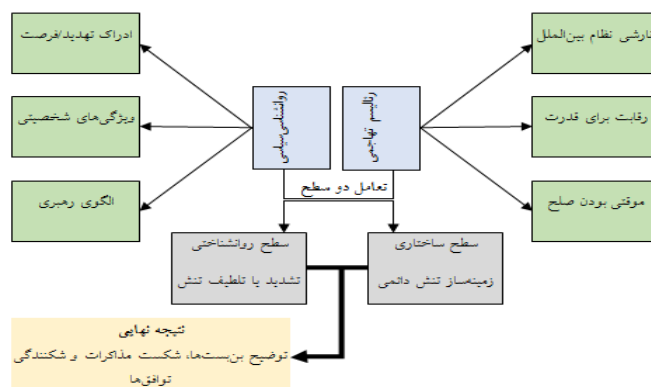 نارشی نظام بین‌الملل
رقابت برای قدرت
موقتی بودن صلح
رئالیسم تهاجمی
روانشناسی‌سیاسی
ادراک تهدید/فرصت
ویژگی‌های شخصیتی
الگوی رهبری
تعامل دو سطح
سطح ساختاری
زمینه‌ساز تنش دائمی
سطح روانشناختی
تشدید یا تلطیف تنش
نتیجه نهایی
توضیح بن‌بست‌ها، شکست مذاکرات و شکنندگی
توافق‌ها